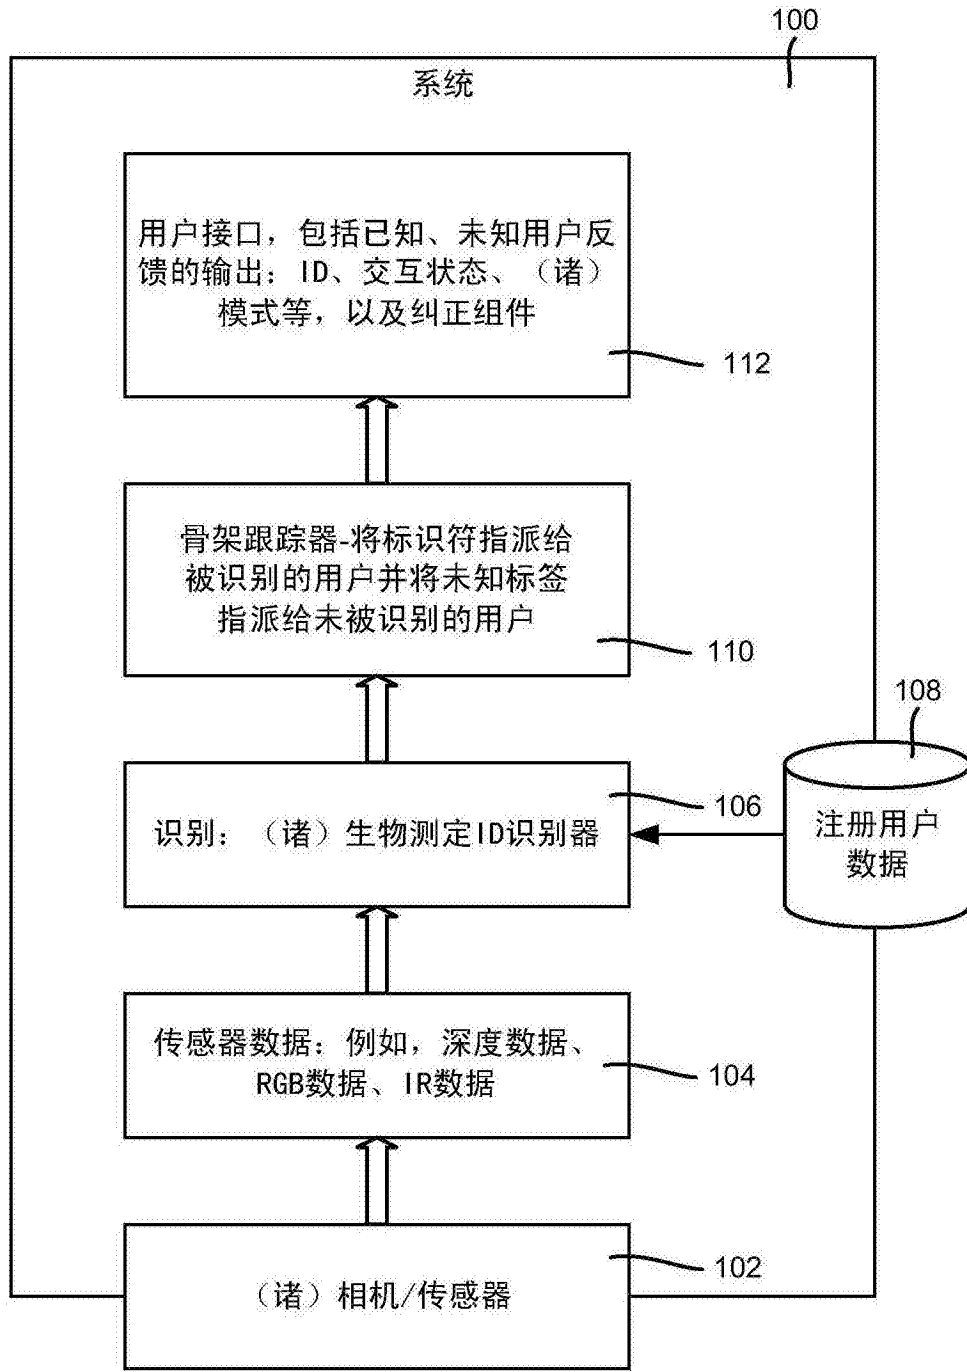 100
系统
用户接口，包括已知、未知用户反
馈的输出：ID、交互状态、（诸）
模式等，以及纠正组件
112
骨架跟踪器-将标识符指派给
被识别的用户并将未知标签
指派给未被识别的用户
110
108
识别：（诸）生物测定ID识别器
106
注册用户
数据
传感器数据：例如，深度数据、
RGB数据、IR数据
104
（诸）相机/传感器
102